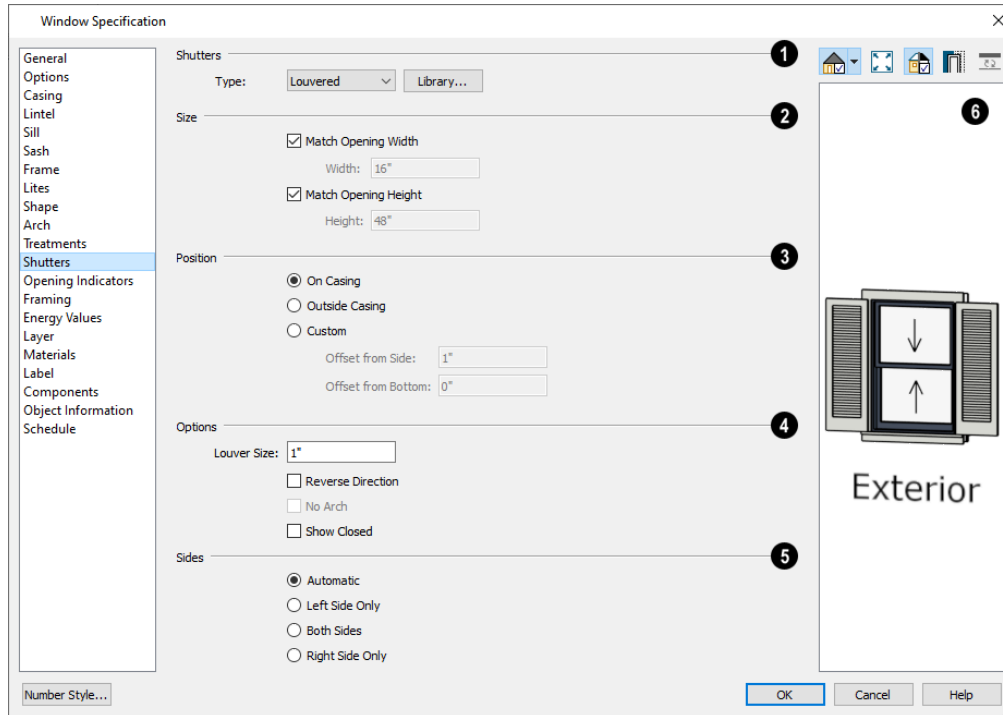 Window Specification
General
Options
Casing
Lintel
Sill
Sash
Frame
Lites
Shape
Arch
Treatments
Shutters
Opening Indicators
Framing
Energy Values
Layer
Materials
Label
Components
Object Information
Schedule
Number Style...
Shutters 1
Type: Louvered Library...
Size 2
Match Opening Width
Width: 16"
Match Opening Height
Height: 48"
Position 3
On Casing
Outside Casing
Custom
Offset from Side: 1"
Offset from Bottom: 0"
Options 4
Louver Size: 1"
Reverse Direction
No Arch
Show Closed
Sides 5
Automatic
Left Side Only
Both Sides
Right Side Only
6
Exterior
OK Cancel Help